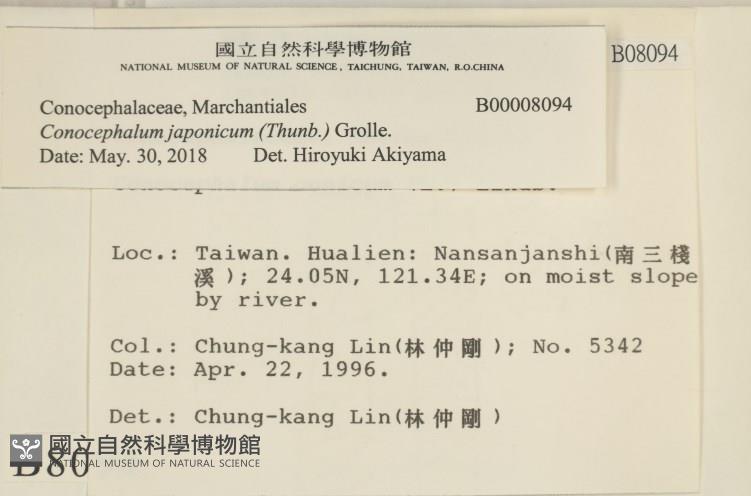 國立自然科學博物館
NATIONAL MUSEUM OF NATURAL SCIENCE, TAICHUNG, TAIWAN, R.O.CHINA
B08094
Conocephalaceae, Marchantiales B00008094
Conocephalum japonicum (Thunb.) Grolle.
Date: May. 30, 2018 Det. Hiroyuki Akiyama
Loc.: Taiwan. Hualien: Nansanjanshi(南三棧
溪); 24.05N, 121.34E; on moist slope
by river.
Col.: Chung-kang Lin(林仲剛); No. 5342
Date: Apr. 22, 1996.
Det.: Chung-kang Lin(林仲剛)
國立自然科學博物館
NATIONAL MUSEUM OF NATURAL SCIENCE